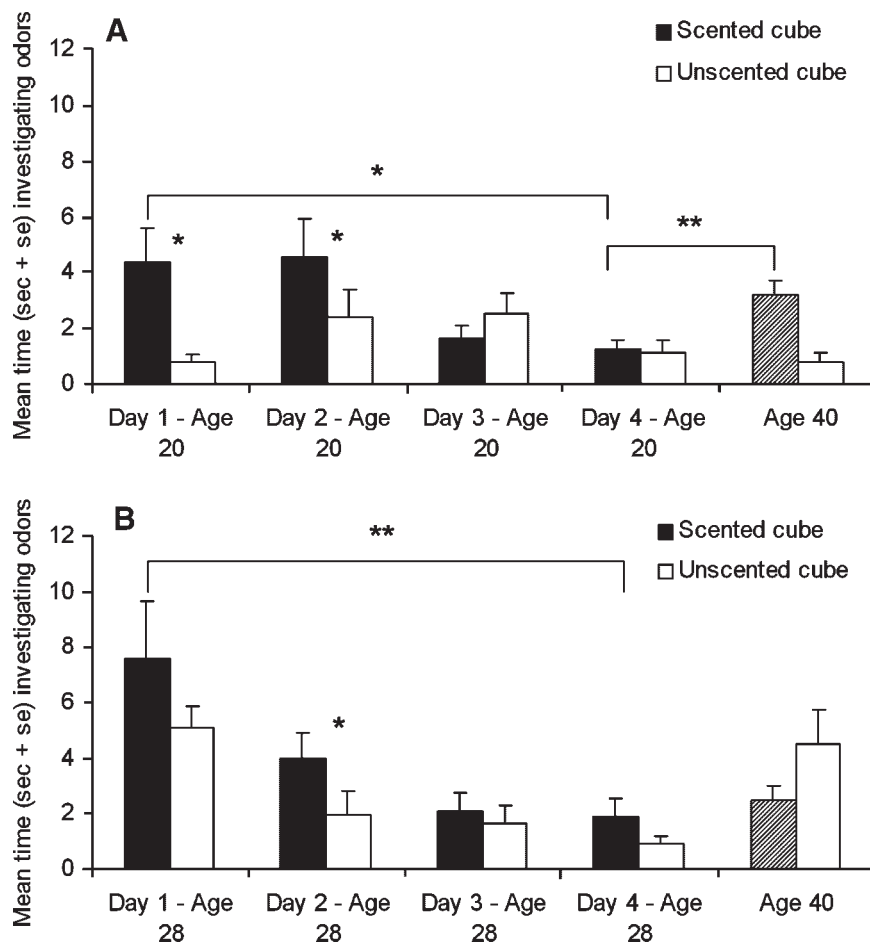 A
Scented cube
Unscented cube
Mean time (sec + se) investigating odors
12
10
8
6
4
2
0
*
*
*
**
Day 1 - Age
20
Day 2 - Age
20
Day 3 - Age
20
Day 4 - Age
20
Age 40
B
Scented cube
Unscented cube
Mean time (sec + se) investigating odors
12
10
8
6
4
2
0
**
*
Day 1 - Age
28
Day 2 - Age
28
Day 3 - Age
28
Day 4 - Age
28
Age 40